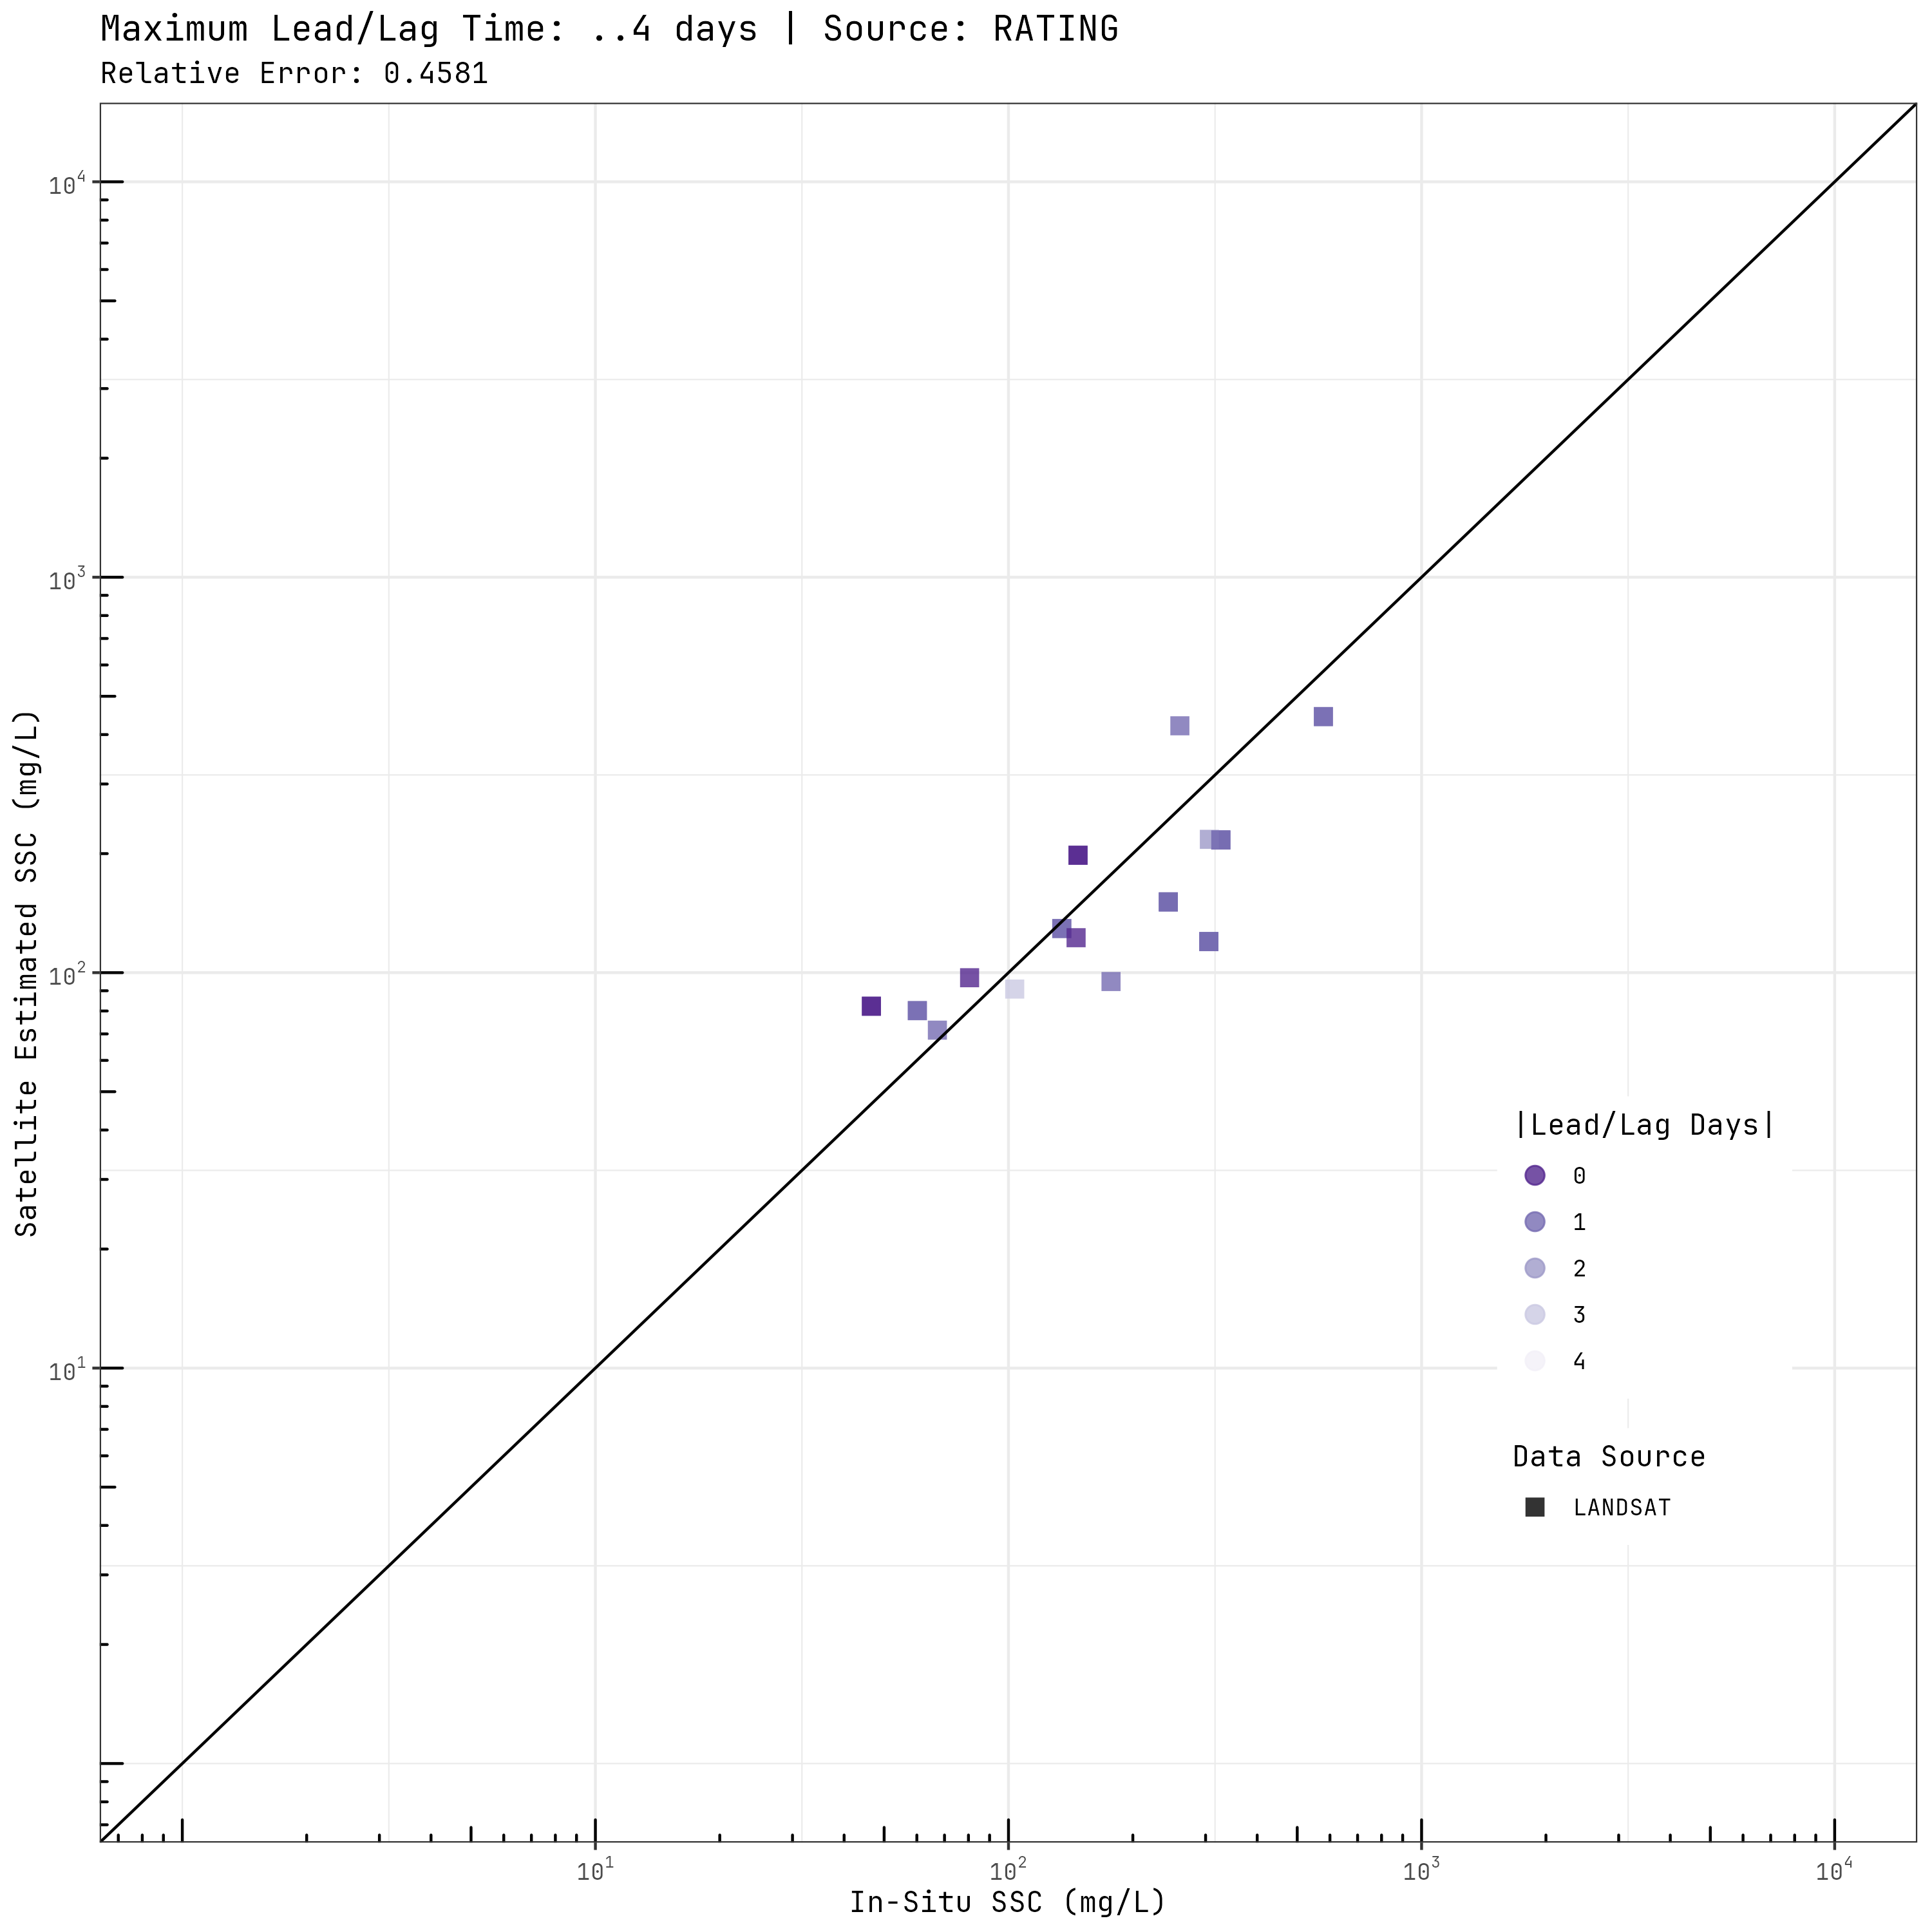 Maximum Lead/Lag Time: ..4 days | Source: RATING
Relative Error: 0.4581
10⁴
10³
10²
10¹
Satellite Estimated SSC (mg/L)
|Lead/Lag Days|
0
1
2
3
4
Data Source
LANDSAT
10¹ 10² 10³ 10⁴
In-Situ SSC (mg/L)